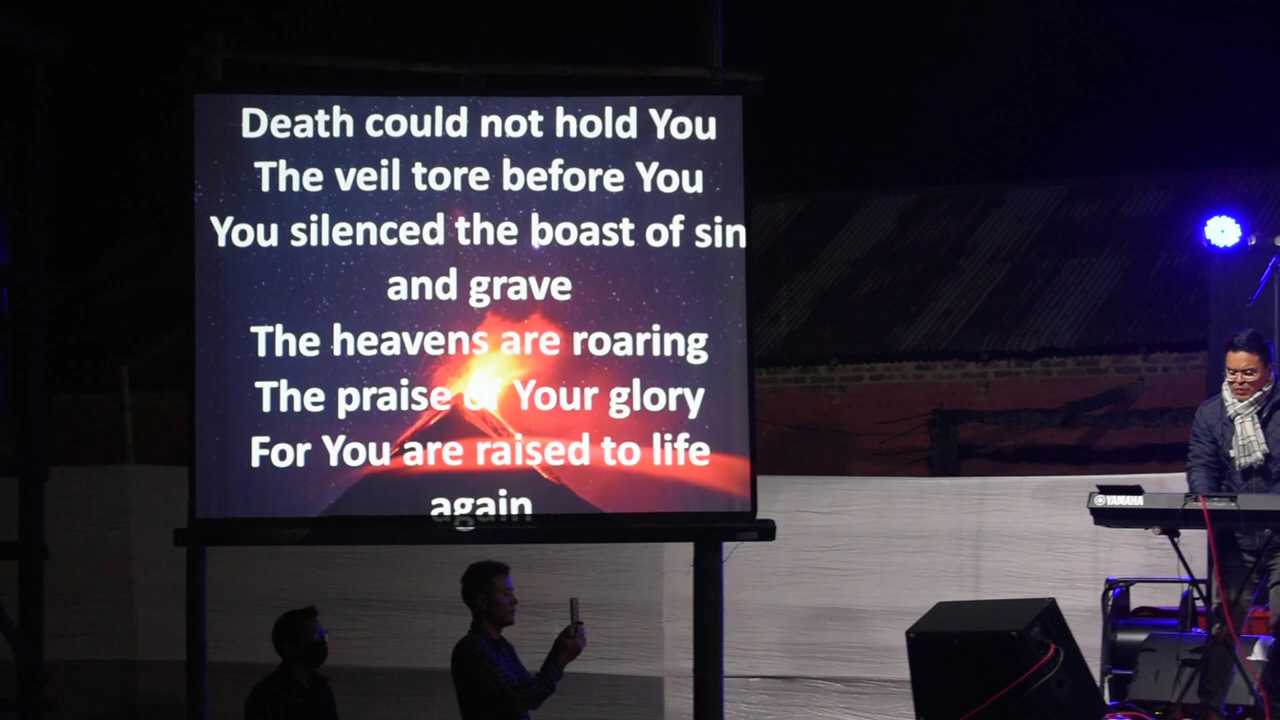 Death could not hold You
The veil tore before You
You silenced the boast of sin
and grave
The heavens are roaring
The praise of Your glory
For You are raised to life
again
YAMAHA